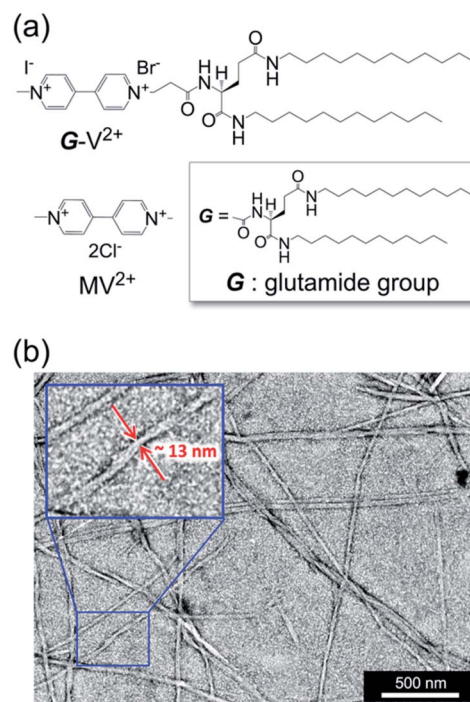 (a)
I⁻ Br⁻
N⁺ N⁺ O H N O N H O N H
G-V²⁺
N⁺ N⁺
2Cl⁻
MV²⁺
G = O H N O N H O N H
G : glutamide group
(b)
~ 13 nm
500 nm